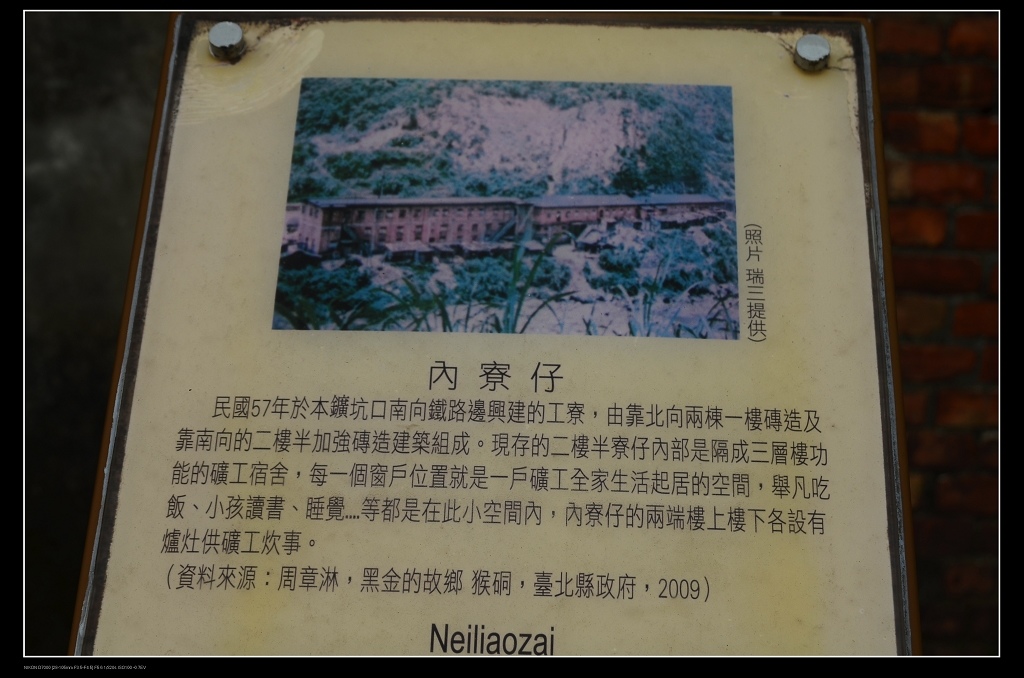 (照片 瑞三提供)
內寮仔
民國57年於本鑛坑口南向鐵路邊興建的工寮，由靠北向兩棟一樓磚造及
靠南向的二樓半加強磚造建築組成。現存的二樓半寮仔內部是隔成三層樓功
能的礦工宿舍，每一個窗戶位置就是一戶礦工全家生活起居的空間，舉凡吃
飯、小孩讀書、睡覺....等都是在此小空間內，內寮仔的兩端樓上樓下各設有
爐灶供礦工炊事。
(資料來源：周章淋，黑金的故鄉 猴硐，臺北縣政府，2009)
Neiliaozai